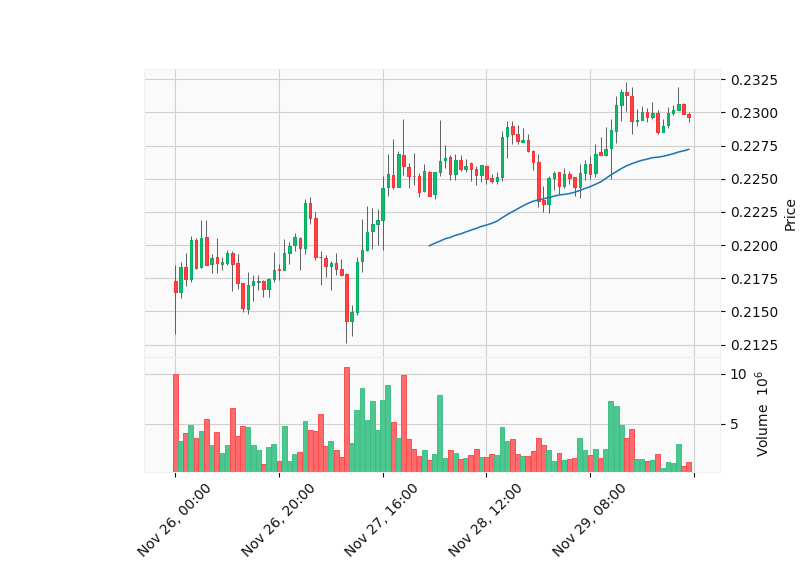 0.2325
0.2300
0.2275
0.2250
0.2225
0.2200
0.2175
0.2150
0.2125
Price
10
5
Volume 10^6
Nov 26, 00:00
Nov 26, 20:00
Nov 27, 16:00
Nov 28, 12:00
Nov 29, 08:00